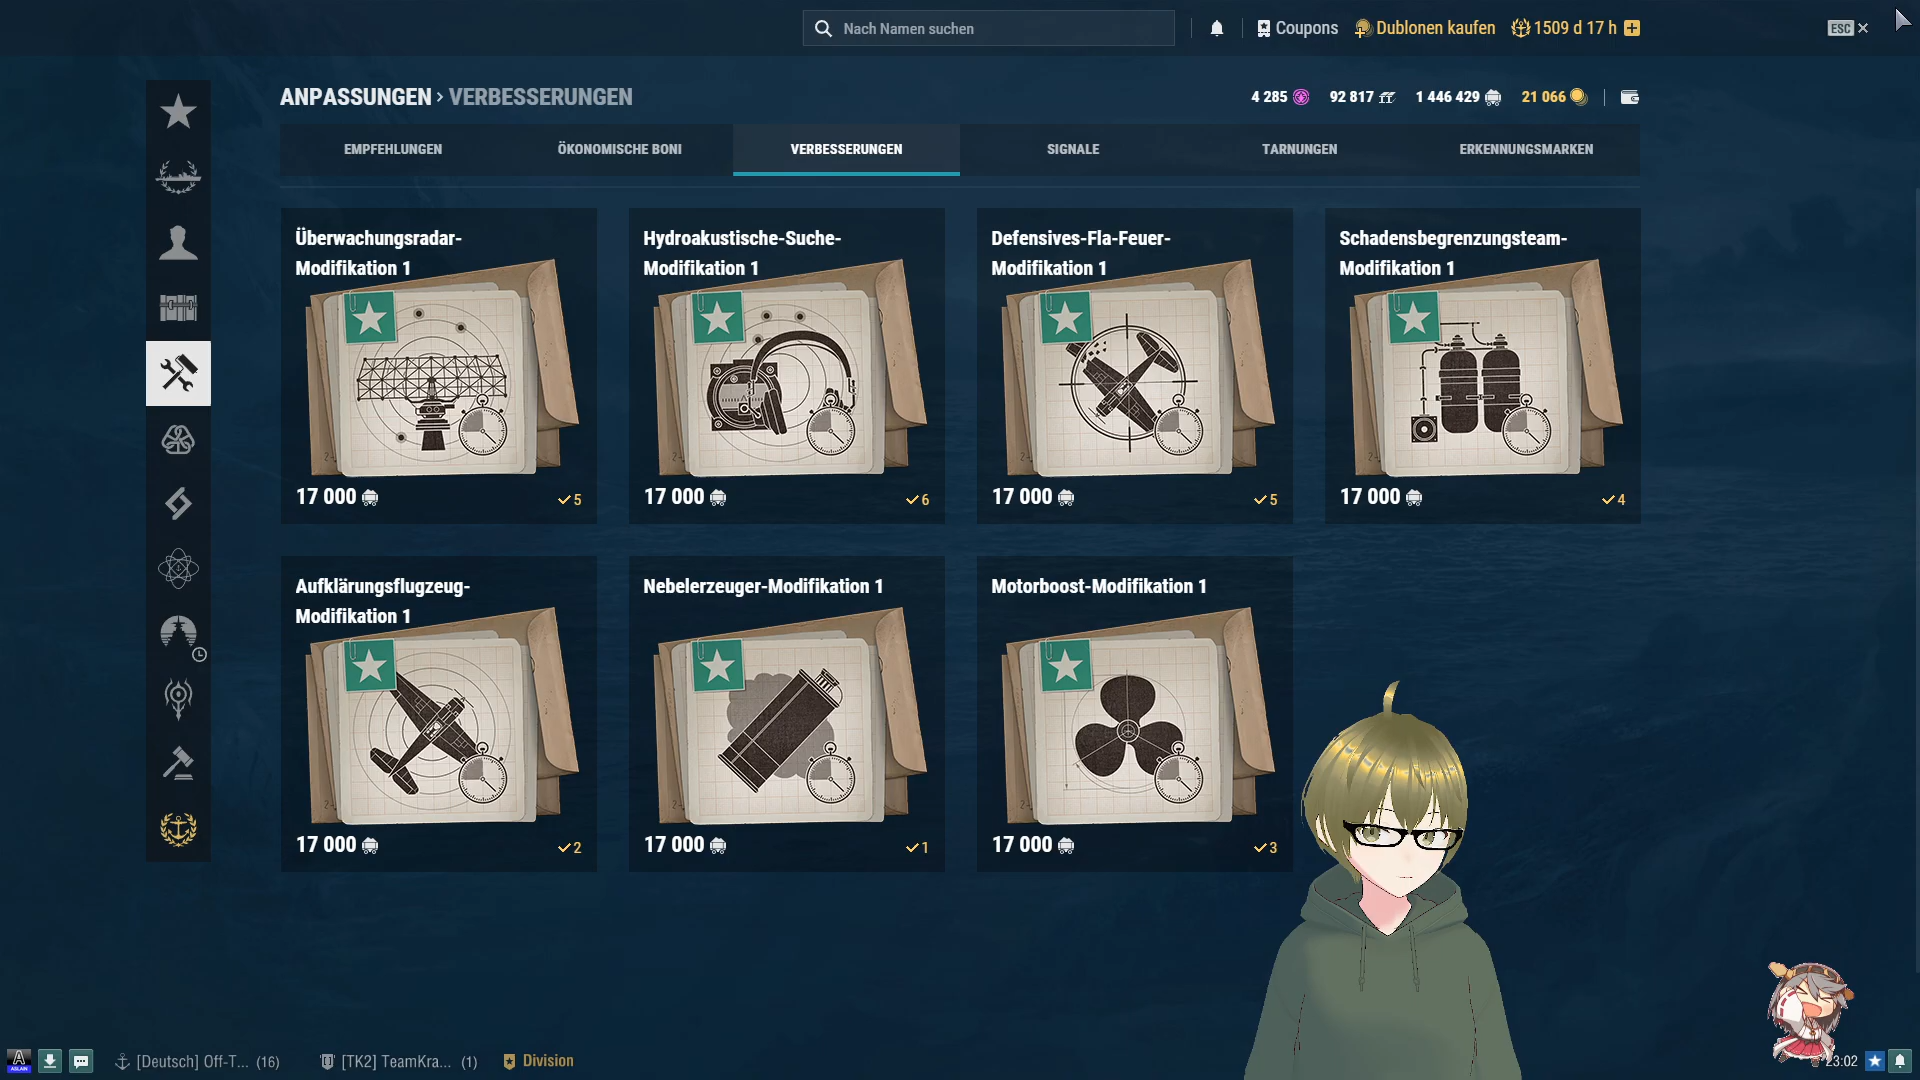 Nach Namen suchen
Coupons
Dublonen kaufen
1509 d 17 h
ESC
ANPASSUNGEN › VERBESSERUNGEN
4 285
92 817
1 446 429
21 066
EMPFEHLUNGEN
ÖKONOMISCHE BONI
VERBESSERUNGEN
SIGNALE
TARNUNGEN
ERKENNUNGSMARKEN
Überwachungsradar-
Modifikation 1
17 000
5
Hydroakustische-Suche-
Modifikation 1
17 000
6
Defensives-Fla-Feuer-
Modifikation 1
17 000
5
Schadensbegrenzungsteam-
Modifikation 1
17 000
4
Aufklärungsflugzeug-
Modifikation 1
17 000
2
Nebelerzeuger-Modifikation 1
17 000
1
Motorboost-Modifikation 1
17 000
3
A
ASLAIN
[Deutsch] Off-T... (16)
[TK2] TeamKra... (1)
Division
23:02